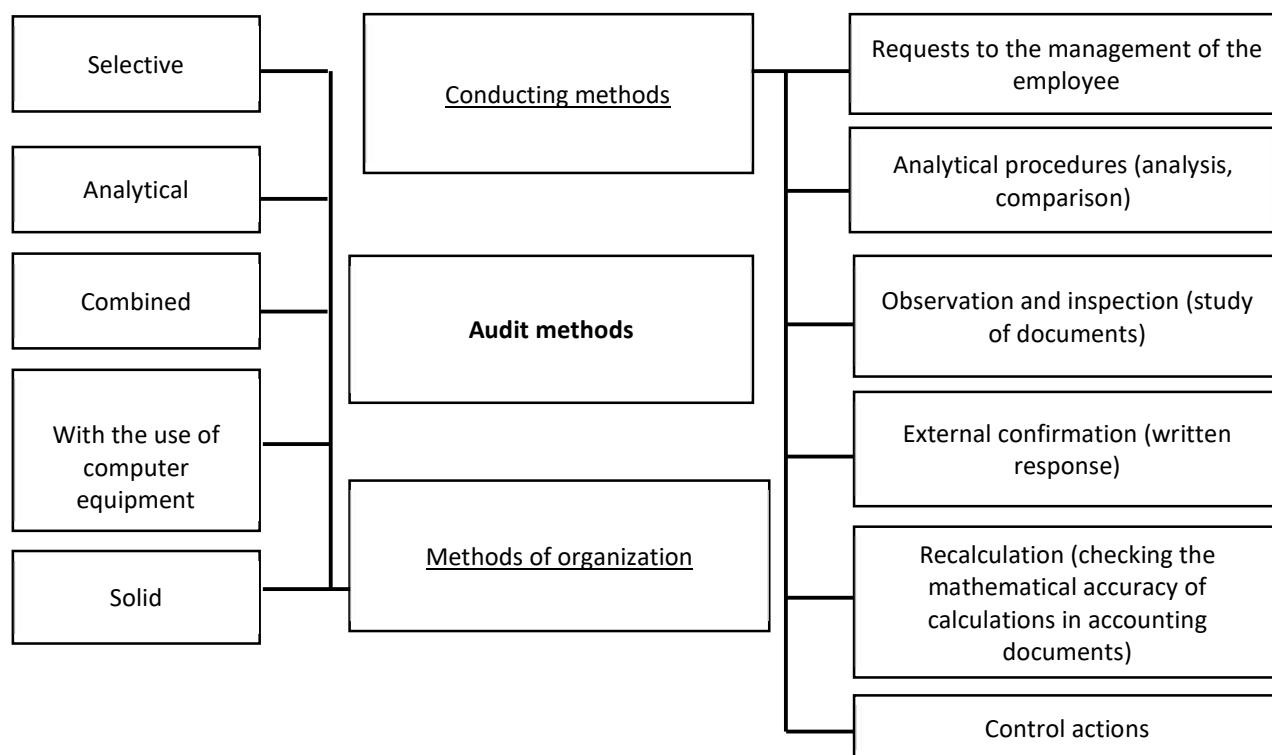 Selective
Analytical
Combined
With the use of
computer
equipment
Solid
Conducting methods
Audit methods
Methods of organization
Requests to the management of the
employee
Analytical procedures (analysis,
comparison)
Observation and inspection (study
of documents)
External confirmation (written
response)
Recalculation (checking the
mathematical accuracy of
calculations in accounting
documents)
Control actions